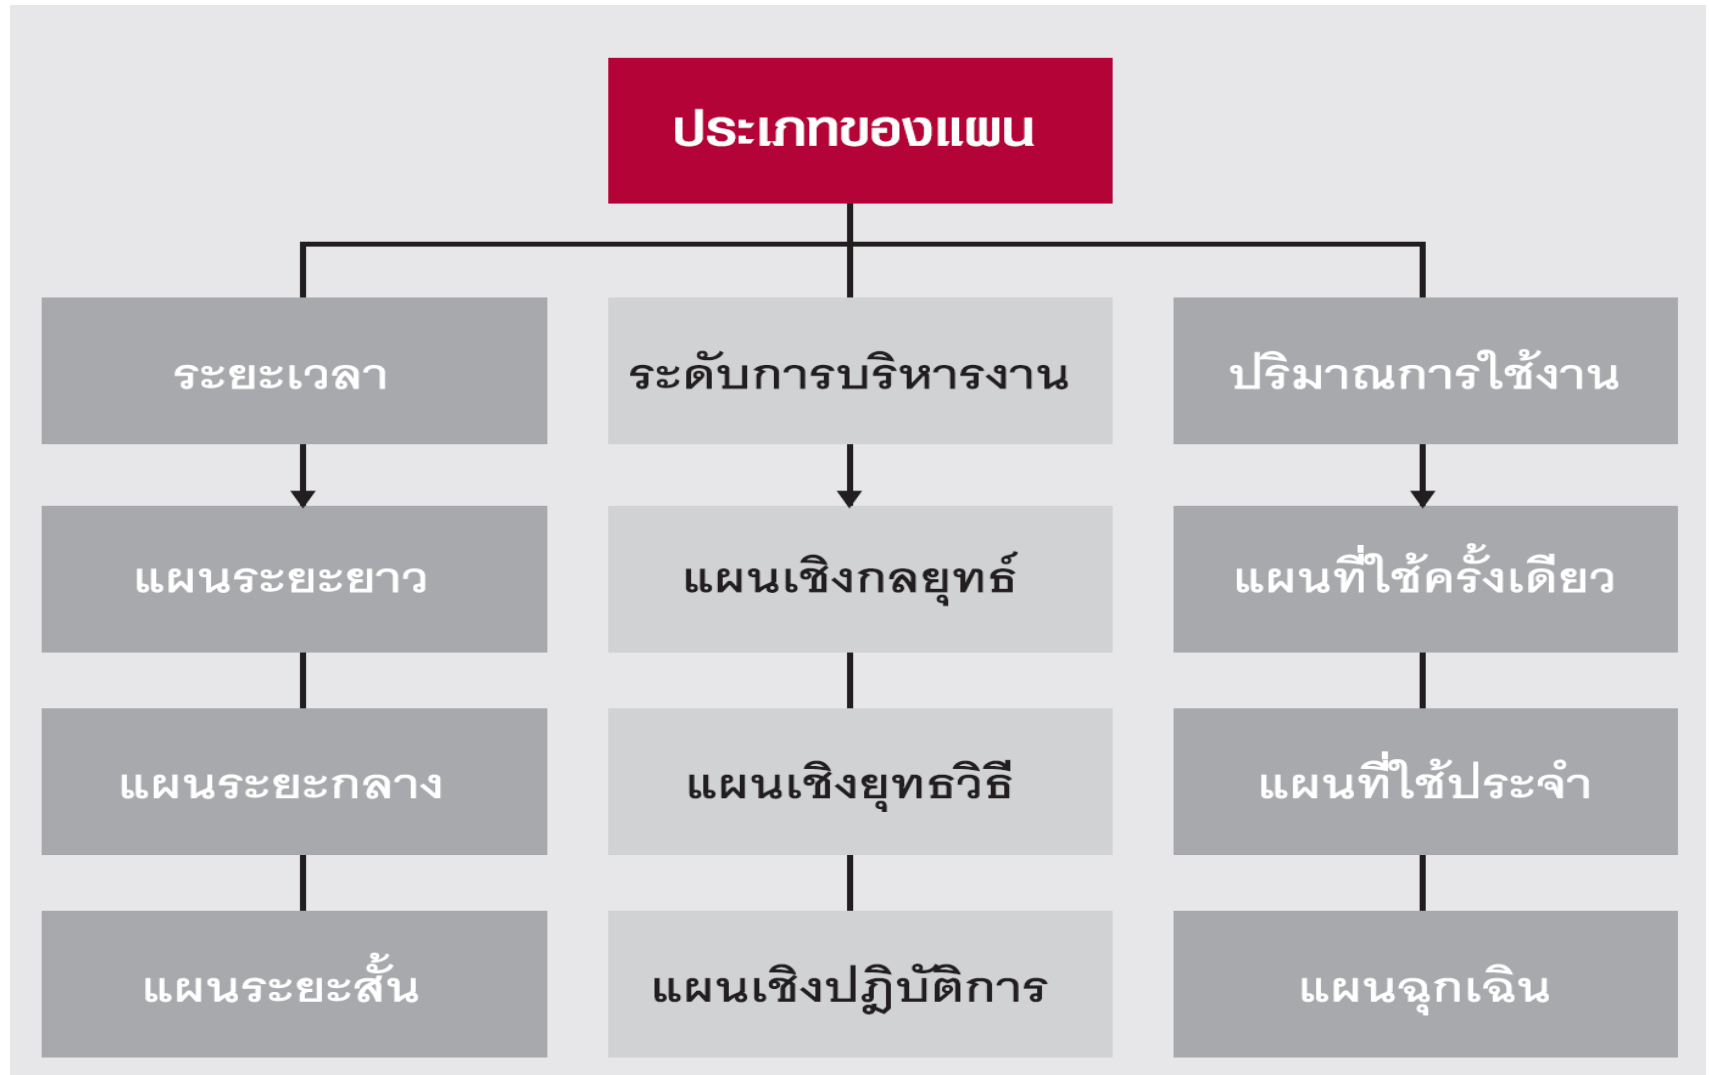 ประเภทของแผน
ระยะเวลา
ระดับการบริหารงาน
ปริมาณการใช้งาน
แผนระยะยาว
แผนเชิงกลยุทธ์
แผนที่ใช้ครั้งเดียว
แผนระยะกลาง
แผนเชิงยุทธวิธี
แผนที่ใช้ประจำ
แผนระยะสั้น
แผนเชิงปฏิบัติการ
แผนฉุกเฉิน